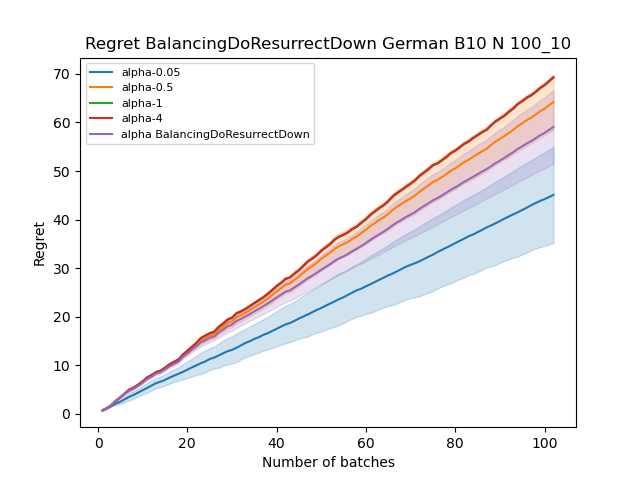 Regret BalancingDoResurrectDown German B10 N 100_10
alpha-0.05
alpha-0.5
alpha-1
alpha-4
alpha BalancingDoResurrectDown
Regret
70
60
50
40
30
20
10
0
0 20 40 60 80 100
Number of batches